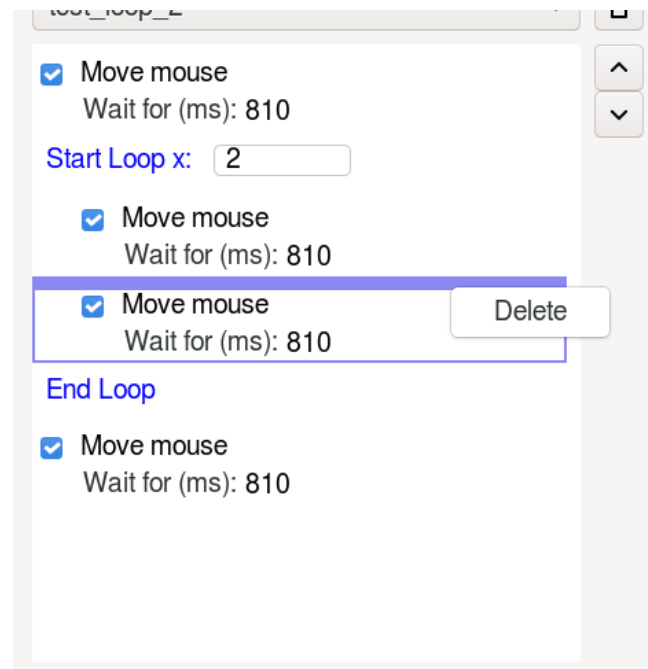 test_loop_2
Move mouse
Wait for (ms): 810
Start Loop x: 2
Move mouse
Wait for (ms): 810
Move mouse
Delete
Wait for (ms): 810
End Loop
Move mouse
Wait for (ms): 810